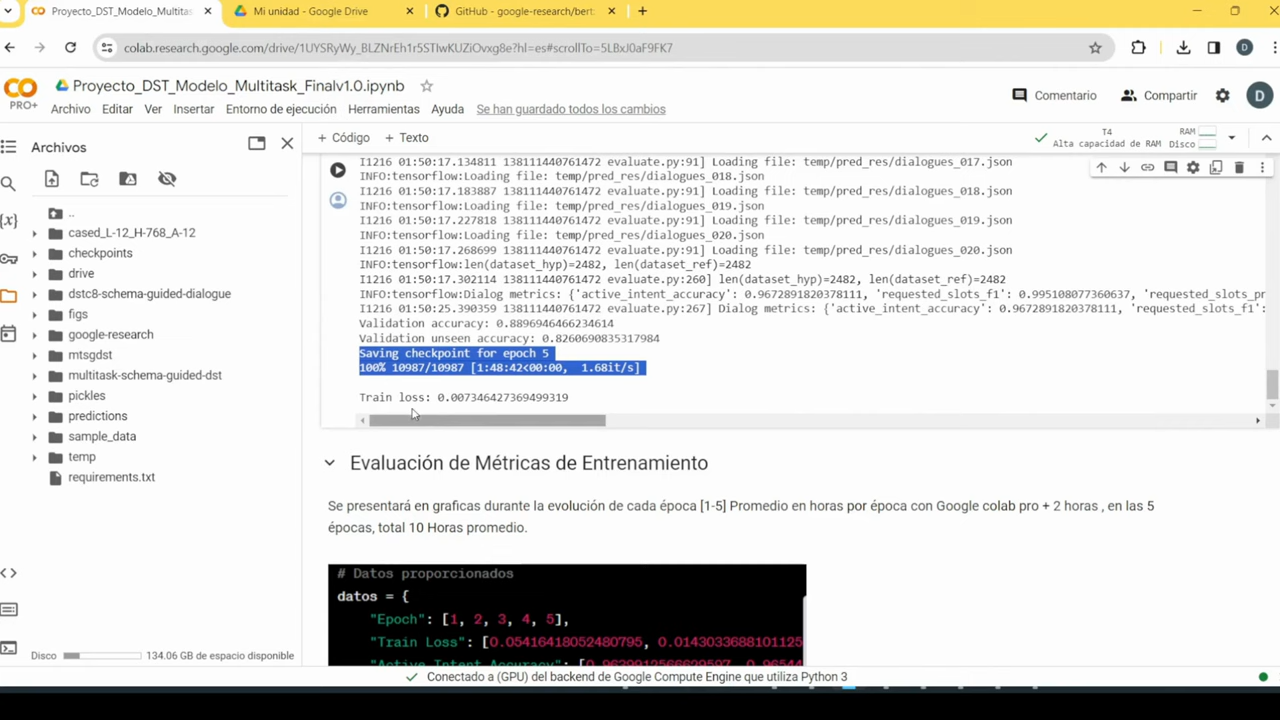 Proyecto_DST_Modelo_Multitas
Mi unidad - Google Drive
GitHub - google-research/bert:
colab.research.google.com/drive/1UYSRyWy_BLZNrEh1r5STIwKUZiOvxg8e?hl=es#scrollTo=5LBxJ0aF9FK7
D
PRO+
Proyecto_DST_Modelo_Multitask_Finalv1.0.ipynb
Archivo Editar Ver Insertar Entorno de ejecución Herramientas Ayuda Se han guardado todos los cambios
Comentario
Compartir
D
Archivos
+ Código + Texto
T4
Alta capacidad de RAM
RAM
Disco
..
cased_L-12_H-768_A-12
checkpoints
drive
dstc8-schema-guided-dialogue
figs
google-research
mtsgdst
multitask-schema-guided-dst
pickles
predictions
sample_data
temp
requirements.txt
Disco 134.06 GB de espacio disponible
I1216 01:50:17.134811 138111440761472 evaluate.py:91] Loading file: temp/pred_res/dialogues_017.json
INFO:tensorflow:Loading file: temp/pred_res/dialogues_018.json
I1216 01:50:17.183887 138111440761472 evaluate.py:91] Loading file: temp/pred_res/dialogues_018.json
INFO:tensorflow:Loading file: temp/pred_res/dialogues_019.json
I1216 01:50:17.227818 138111440761472 evaluate.py:91] Loading file: temp/pred_res/dialogues_019.json
INFO:tensorflow:Loading file: temp/pred_res/dialogues_020.json
I1216 01:50:17.268699 138111440761472 evaluate.py:91] Loading file: temp/pred_res/dialogues_020.json
INFO:tensorflow:len(dataset_hyp)=2482, len(dataset_ref)=2482
I1216 01:50:17.302114 138111440761472 evaluate.py:260] len(dataset_hyp)=2482, len(dataset_ref)=2482
INFO:tensorflow:Dialog metrics: {'active_intent_accuracy': 0.9672891820378111, 'requested_slots_f1': 0.995108077360637, 'requested_slots_pr
I1216 01:50:25.390359 138111440761472 evaluate.py:267] Dialog metrics: {'active_intent_accuracy': 0.9672891820378111, 'requested_slots_f1':
Validation accuracy: 0.8896946466234614
Validation unseen accuracy: 0.8260690835317984
Saving checkpoint for epoch 5
100% 10987/10987 [1:48:42<00:00, 1.68it/s]
Train loss: 0.007346427369499319
Evaluación de Métricas de Entrenamiento
Se presentará en graficas durante la evolución de cada época [1-5] Promedio en horas por época con Google colab pro + 2 horas , en las 5
épocas, total 10 Horas promedio.
# Datos proporcionados
datos = {
"Epoch": [1, 2, 3, 4, 5],
"Train Loss": [0.05416418052480795, 0.0143033688101125
"Active Intent Accuracy": [0.9639912566629597, 0.96544
Conectado a (GPU) del backend de Google Compute Engine que utiliza Python 3